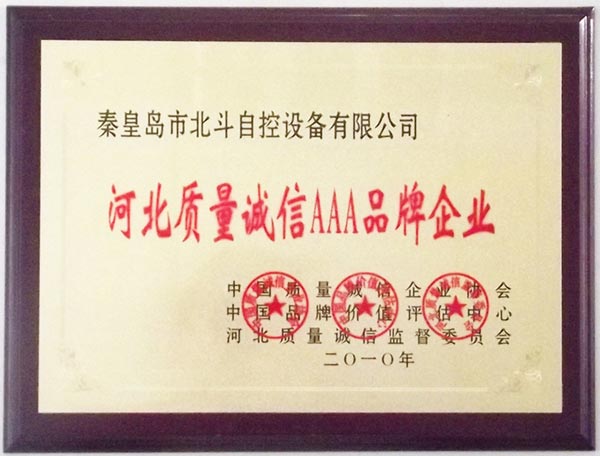 秦皇岛市北斗自控设备有限公司
河北质量诚信AAA品牌企业
中国质量诚信企业协会
中国品牌价值评估中心
河北质量诚信监督委员会
二〇一〇年